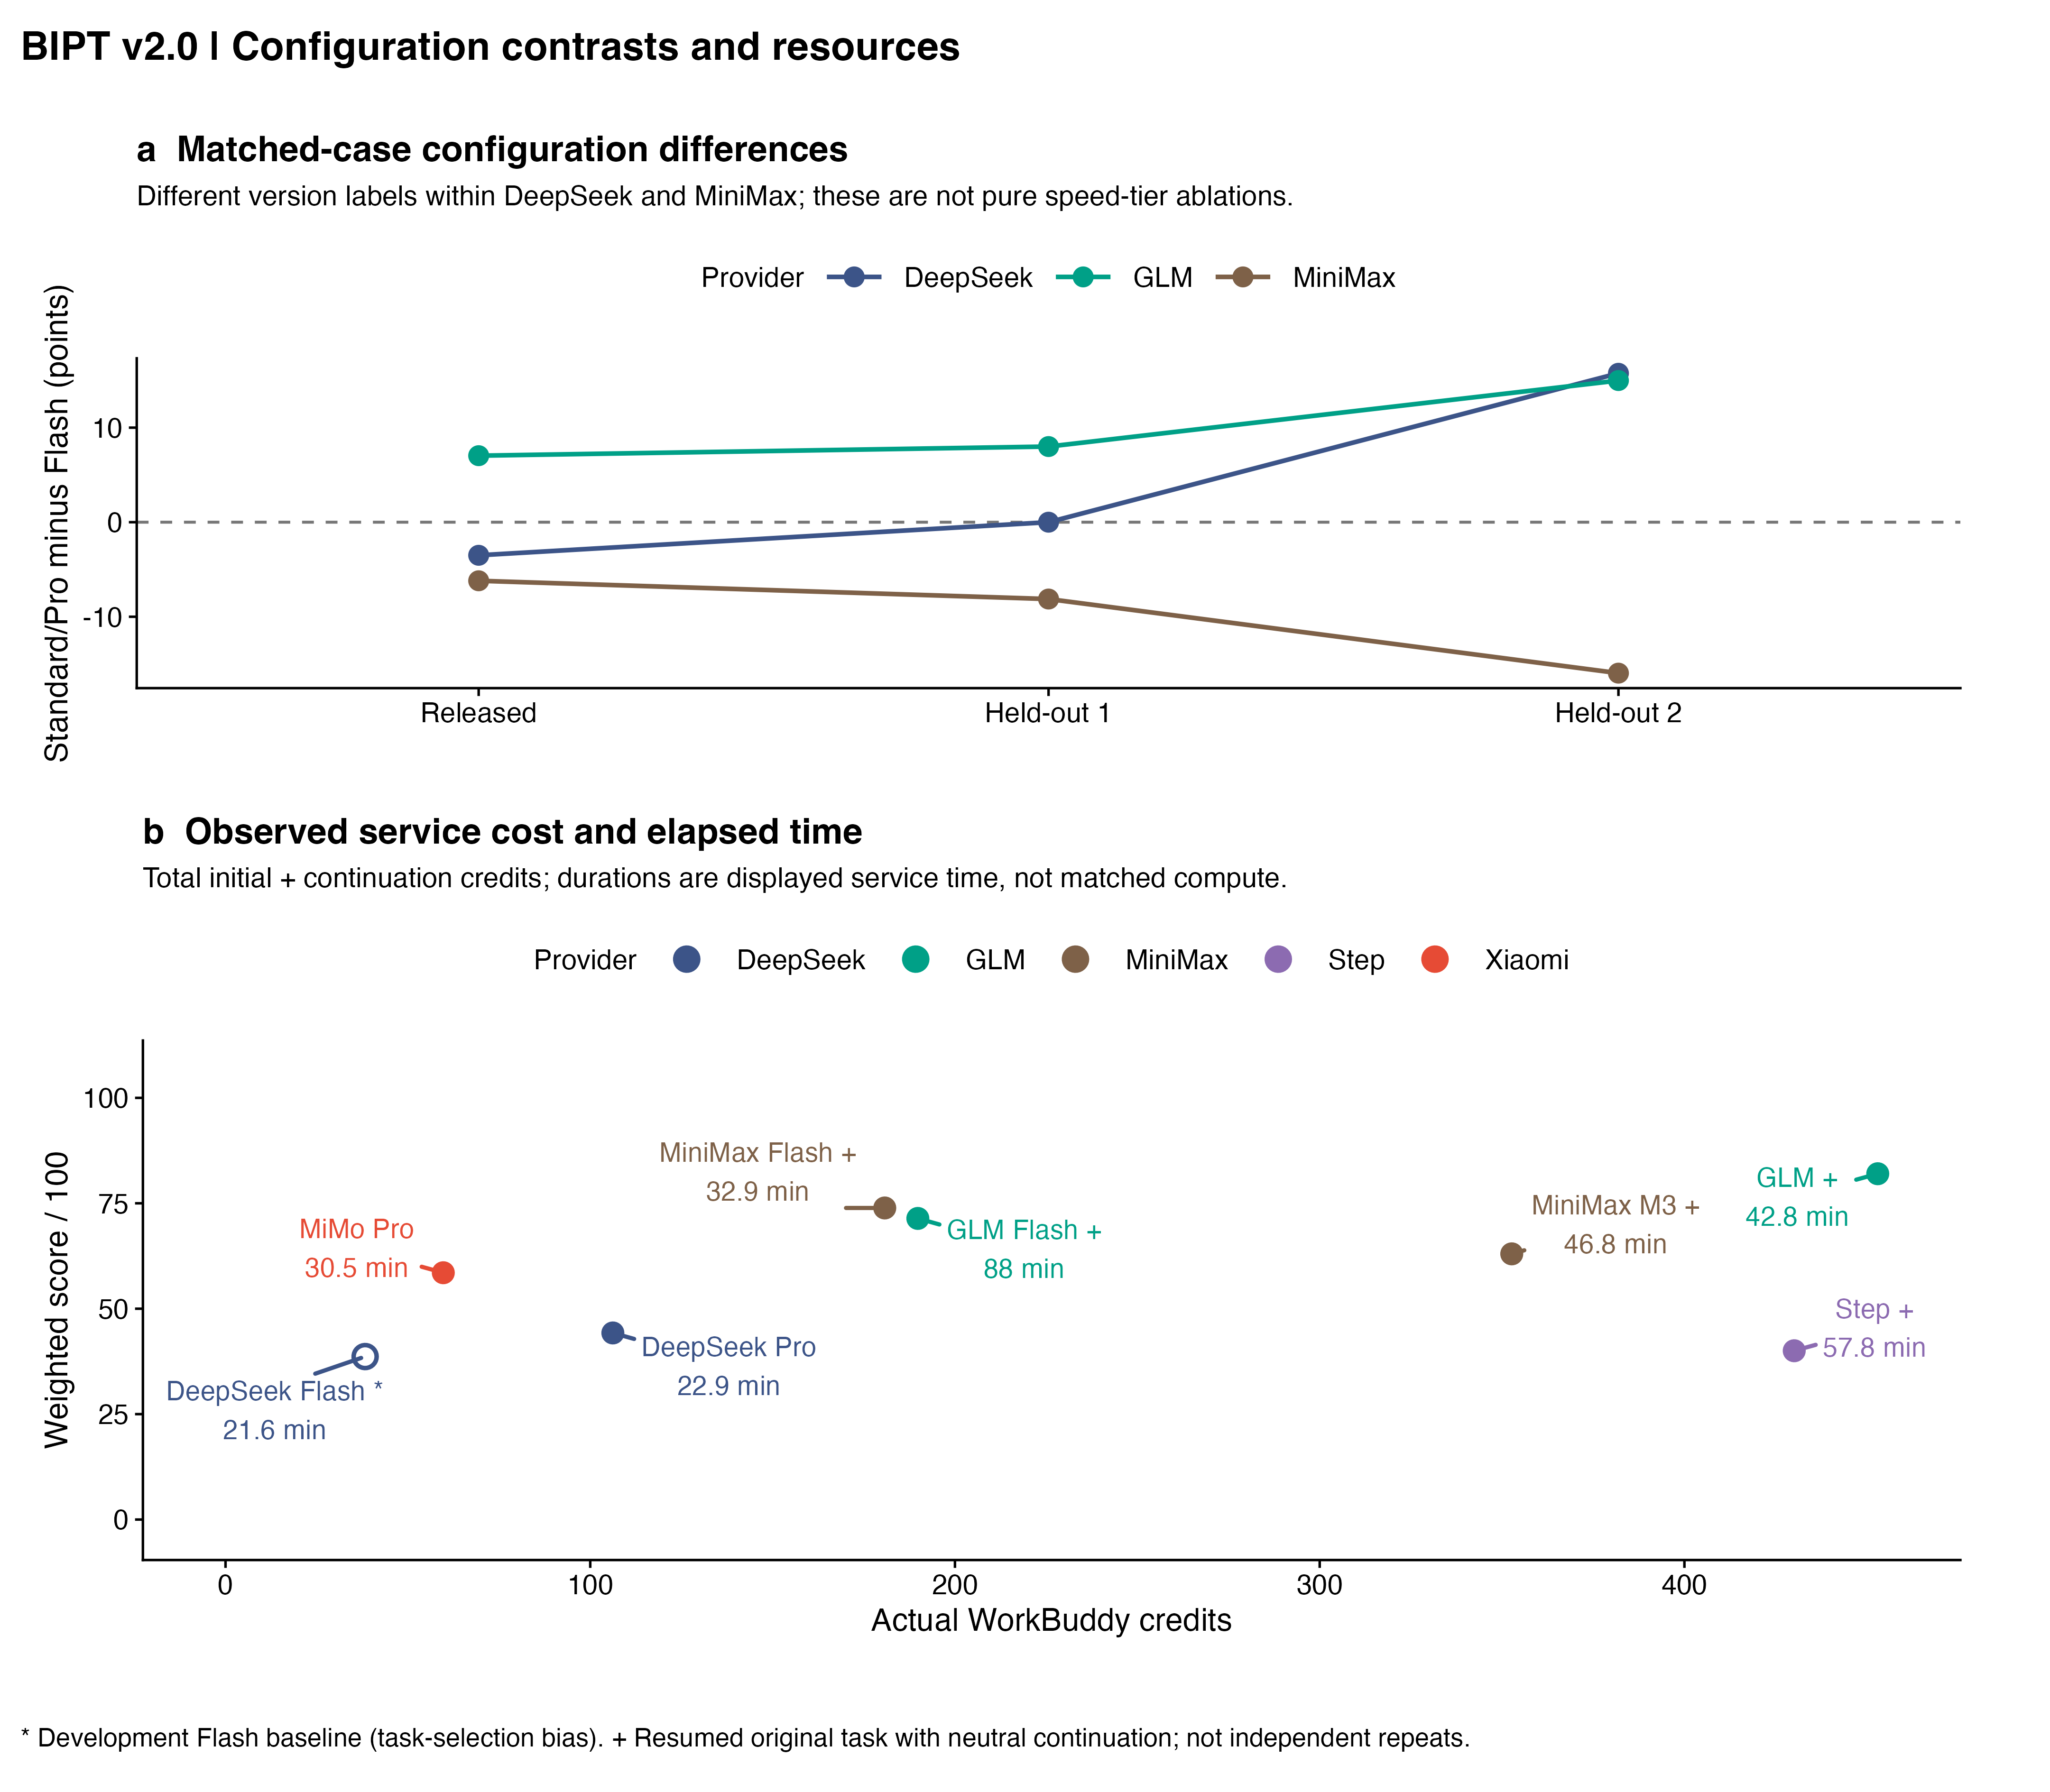 BIPT v2.0 | Configuration contrasts and resources
a Matched-case configuration differences
Different version labels within DeepSeek and MiniMax; these are not pure speed-tier ablations.
Provider DeepSeek GLM MiniMax
Standard/Pro minus Flash (points)
10
0
-10
Released Held-out 1 Held-out 2
b Observed service cost and elapsed time
Total initial + continuation credits; durations are displayed service time, not matched compute.
Provider DeepSeek GLM MiniMax Step Xiaomi
Weighted score / 100
100
75
50
25
0
MiniMax Flash +
32.9 min
GLM +
42.8 min
MiniMax M3 +
46.8 min
MiMo Pro
30.5 min
GLM Flash +
88 min
Step +
57.8 min
DeepSeek Pro
22.9 min
DeepSeek Flash *
21.6 min
0 100 200 300 400
Actual WorkBuddy credits
* Development Flash baseline (task-selection bias). + Resumed original task with neutral continuation; not independent repeats.